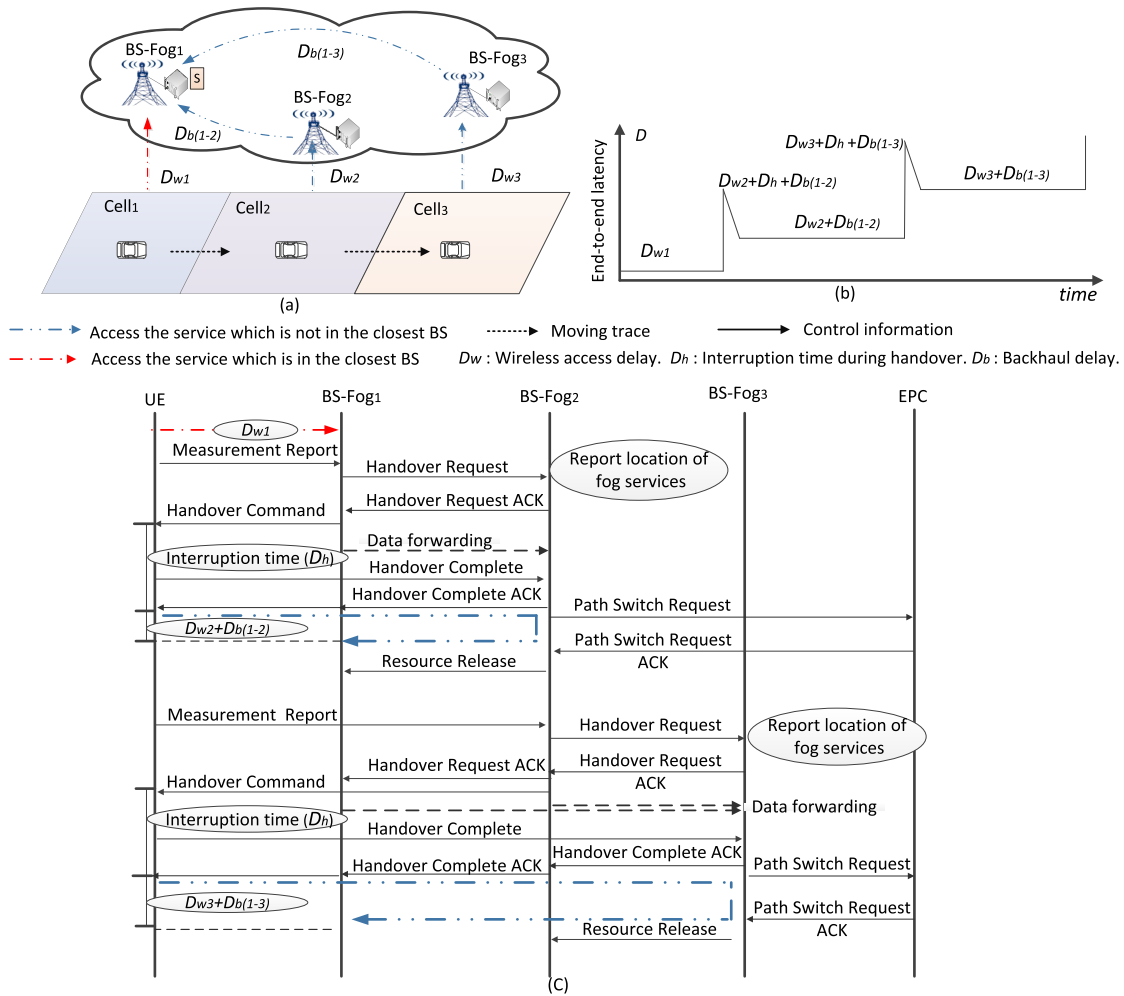 BS-Fog1
Db(1-3)
BS-Fog3
S
BS-Fog2
Db(1-2)
Dw1
Dw2
Dw3
Cell1
Cell2
Cell3
(a)
End-to-end latency
D
Dw3+Dh +Db(1-3)
Dw2+Dh +Db(1-2)
Dw3+Db(1-3)
Dw2+Db(1-2)
Dw1
time
(b)
Access the service which is not in the closest BS
Moving trace
Control information
Access the service which is in the closest BS
Dw : Wireless access delay. Dh : Interruption time during handover. Db : Backhaul delay.
UE
BS-Fog1
BS-Fog2
BS-Fog3
EPC
Dw1
Measurement Report
Handover Request
Report location of
fog services
Handover Request ACK
Handover Command
Data forwarding
Interruption time (Dh)
Handover Complete
Handover Complete ACK
Path Switch Request
Dw2+Db(1-2)
Path Switch Request
ACK
Resource Release
Measurement Report
Handover Request
Report location of
fog services
Handover Request ACK
Handover Request
ACK
Handover Command
Data forwarding
Interruption time (Dh)
Handover Complete
Handover Complete ACK
Handover Complete ACK
Path Switch Request
Dw3+Db(1-3)
Path Switch Request
ACK
Resource Release
(C)